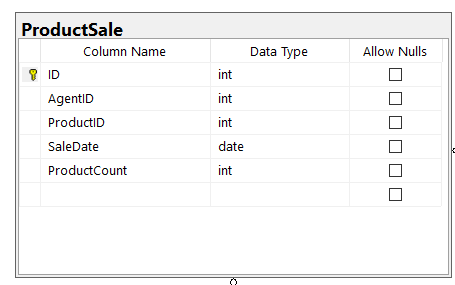 ProductSale
Column Name Data Type Allow Nulls
ID int
AgentID int
ProductID int
SaleDate date
ProductCount int